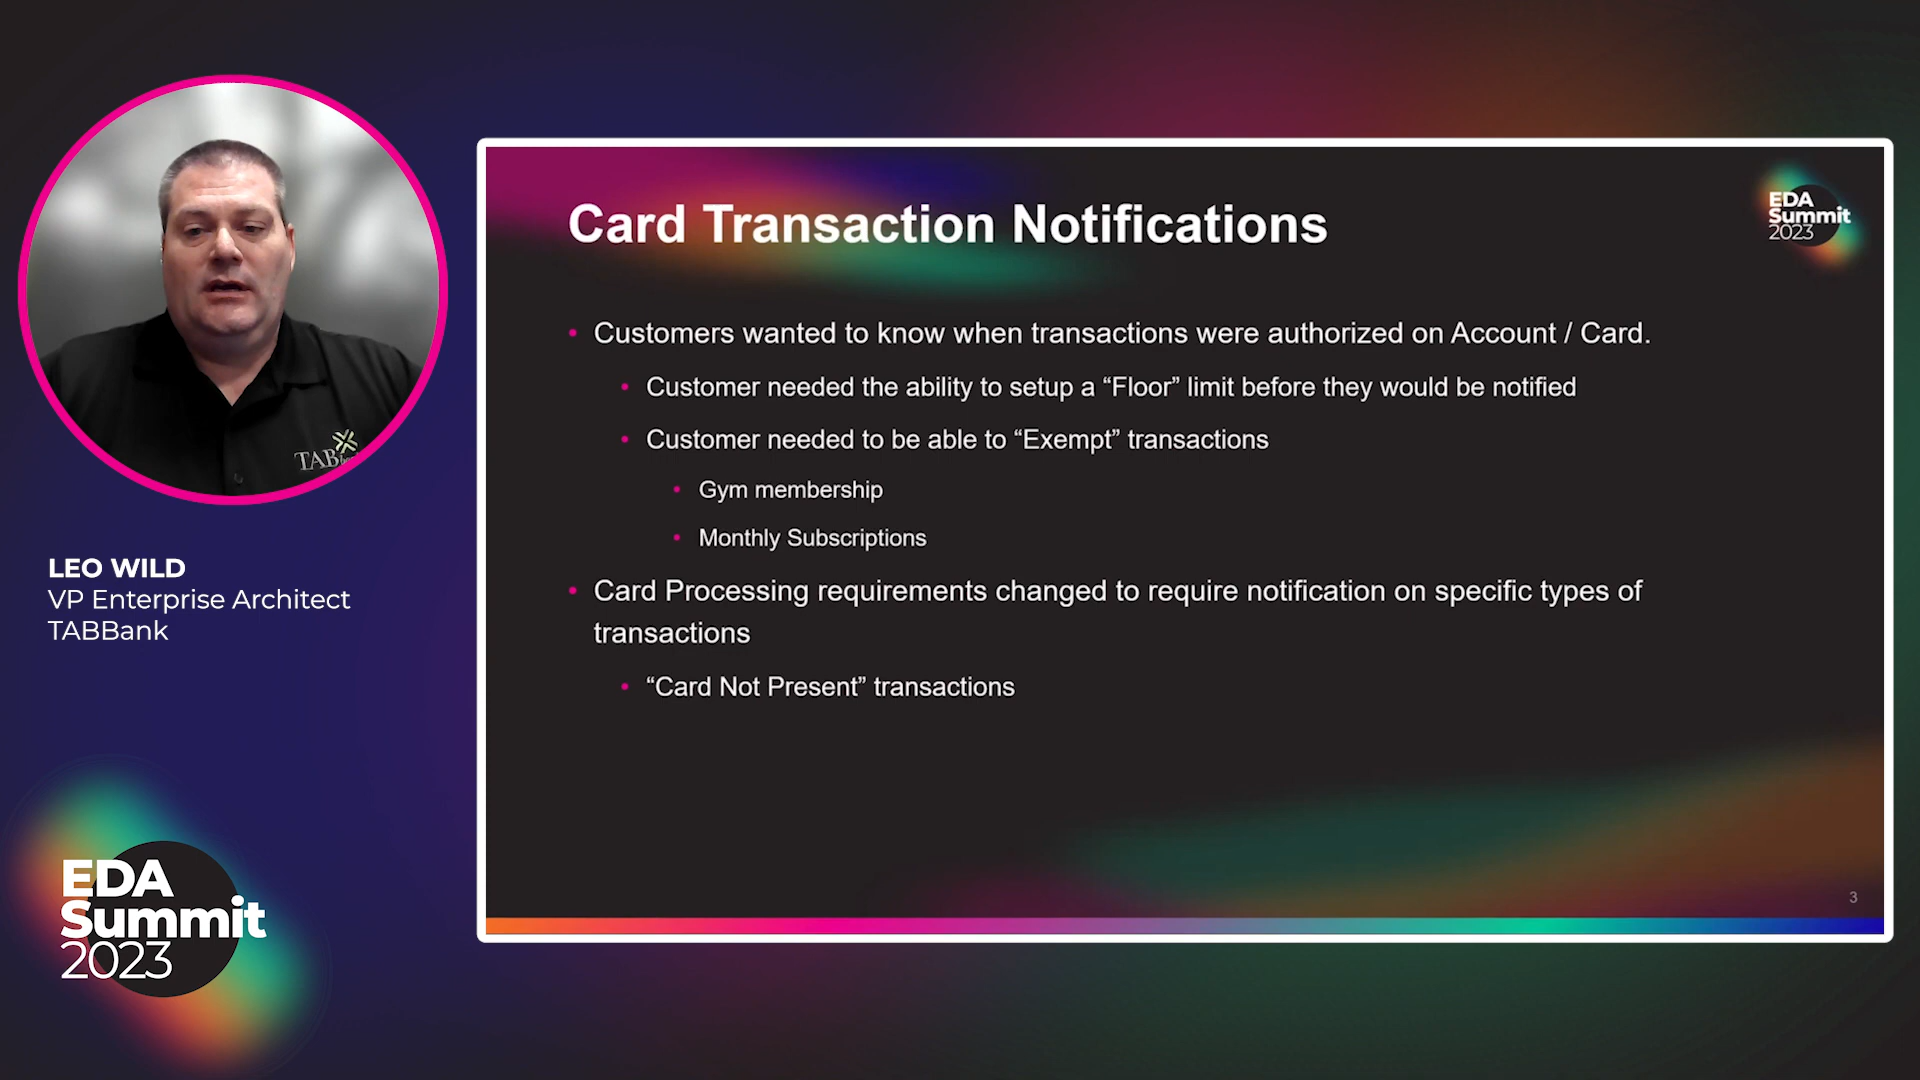 TAB
LEO WILD
VP Enterprise Architect
TABBank
EDA
Summit
2023
Card Transaction Notifications
EDA
Summit
2023
• Customers wanted to know when transactions were authorized on Account / Card.
• Customer needed the ability to setup a “Floor” limit before they would be notified
• Customer needed to be able to “Exempt” transactions
• Gym membership
• Monthly Subscriptions
• Card Processing requirements changed to require notification on specific types of
transactions
• “Card Not Present” transactions
3